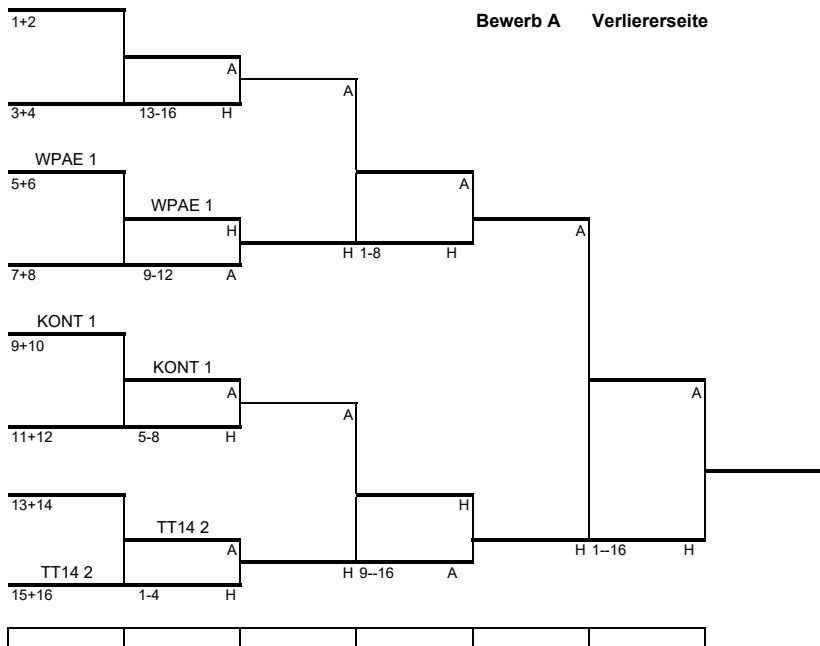 Bewerb A Verliererseite
1+2
A
A
3+4 13-16 H
WPAE 1
5+6
A
WPAE 1
H
A
H 1-8 H
7+8 9-12 A
KONT 1
9+10
KONT 1
A
A
A
11+12 5-8 H
13+14
H
TT14 2
A
H 1--16 H
TT14 2
H 9--16 A
15+16 1-4 H